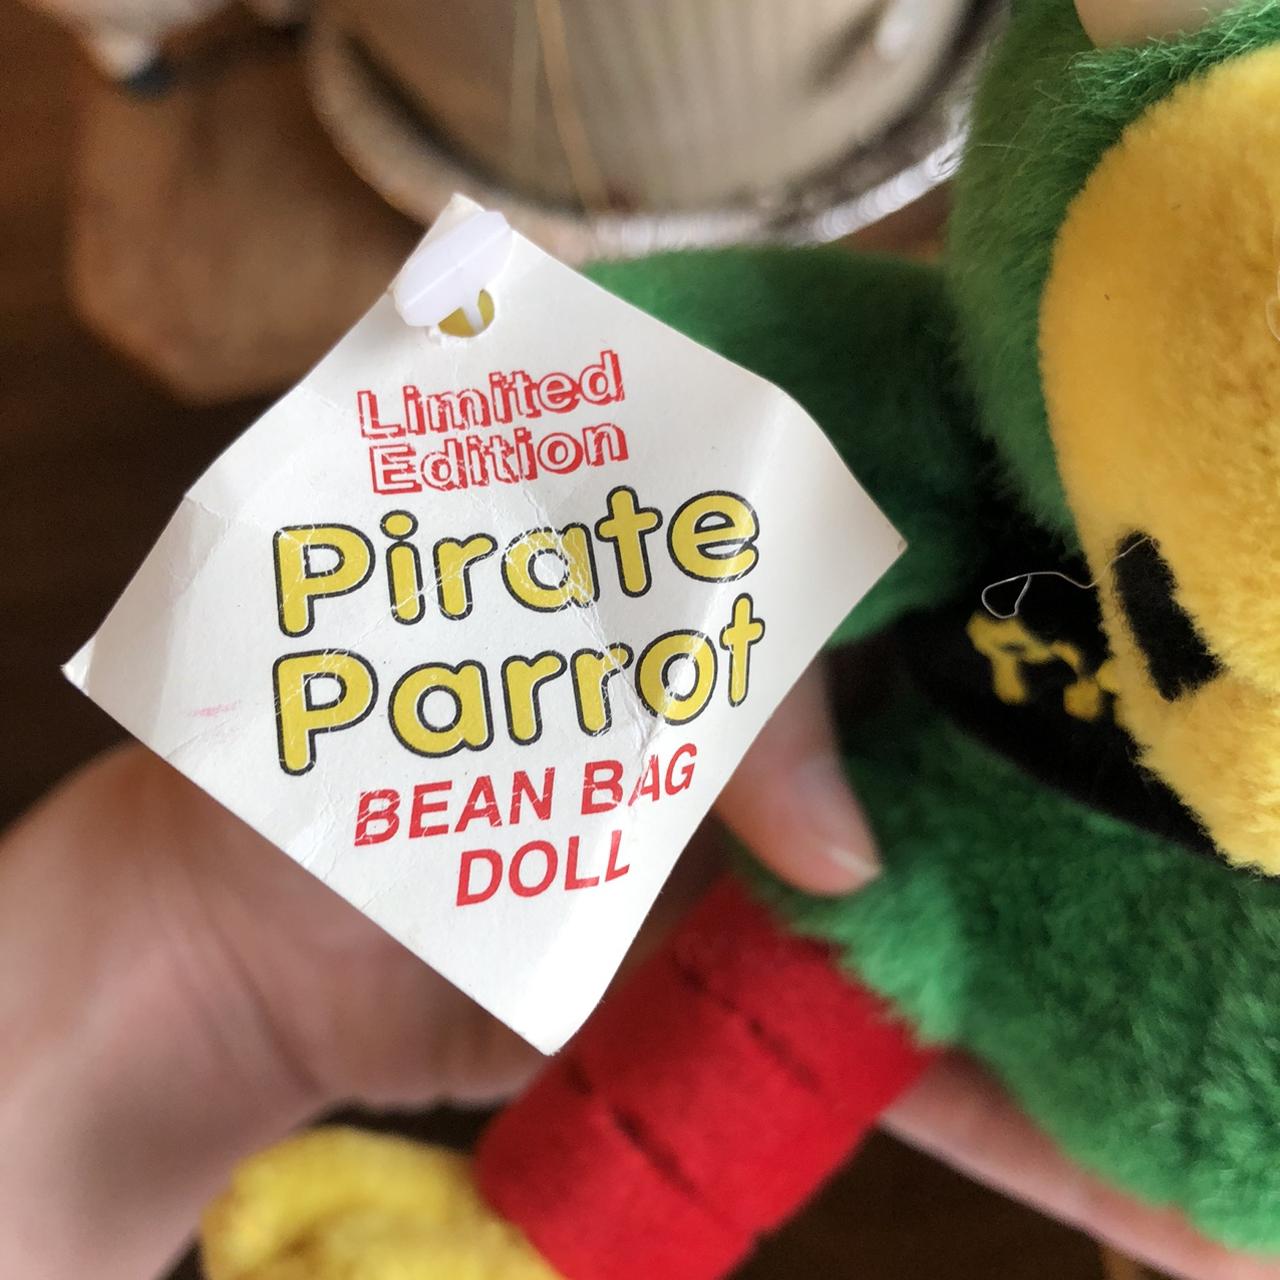 Limited
Edition
Pirate
Parrot
BEAN BAG
DOLL